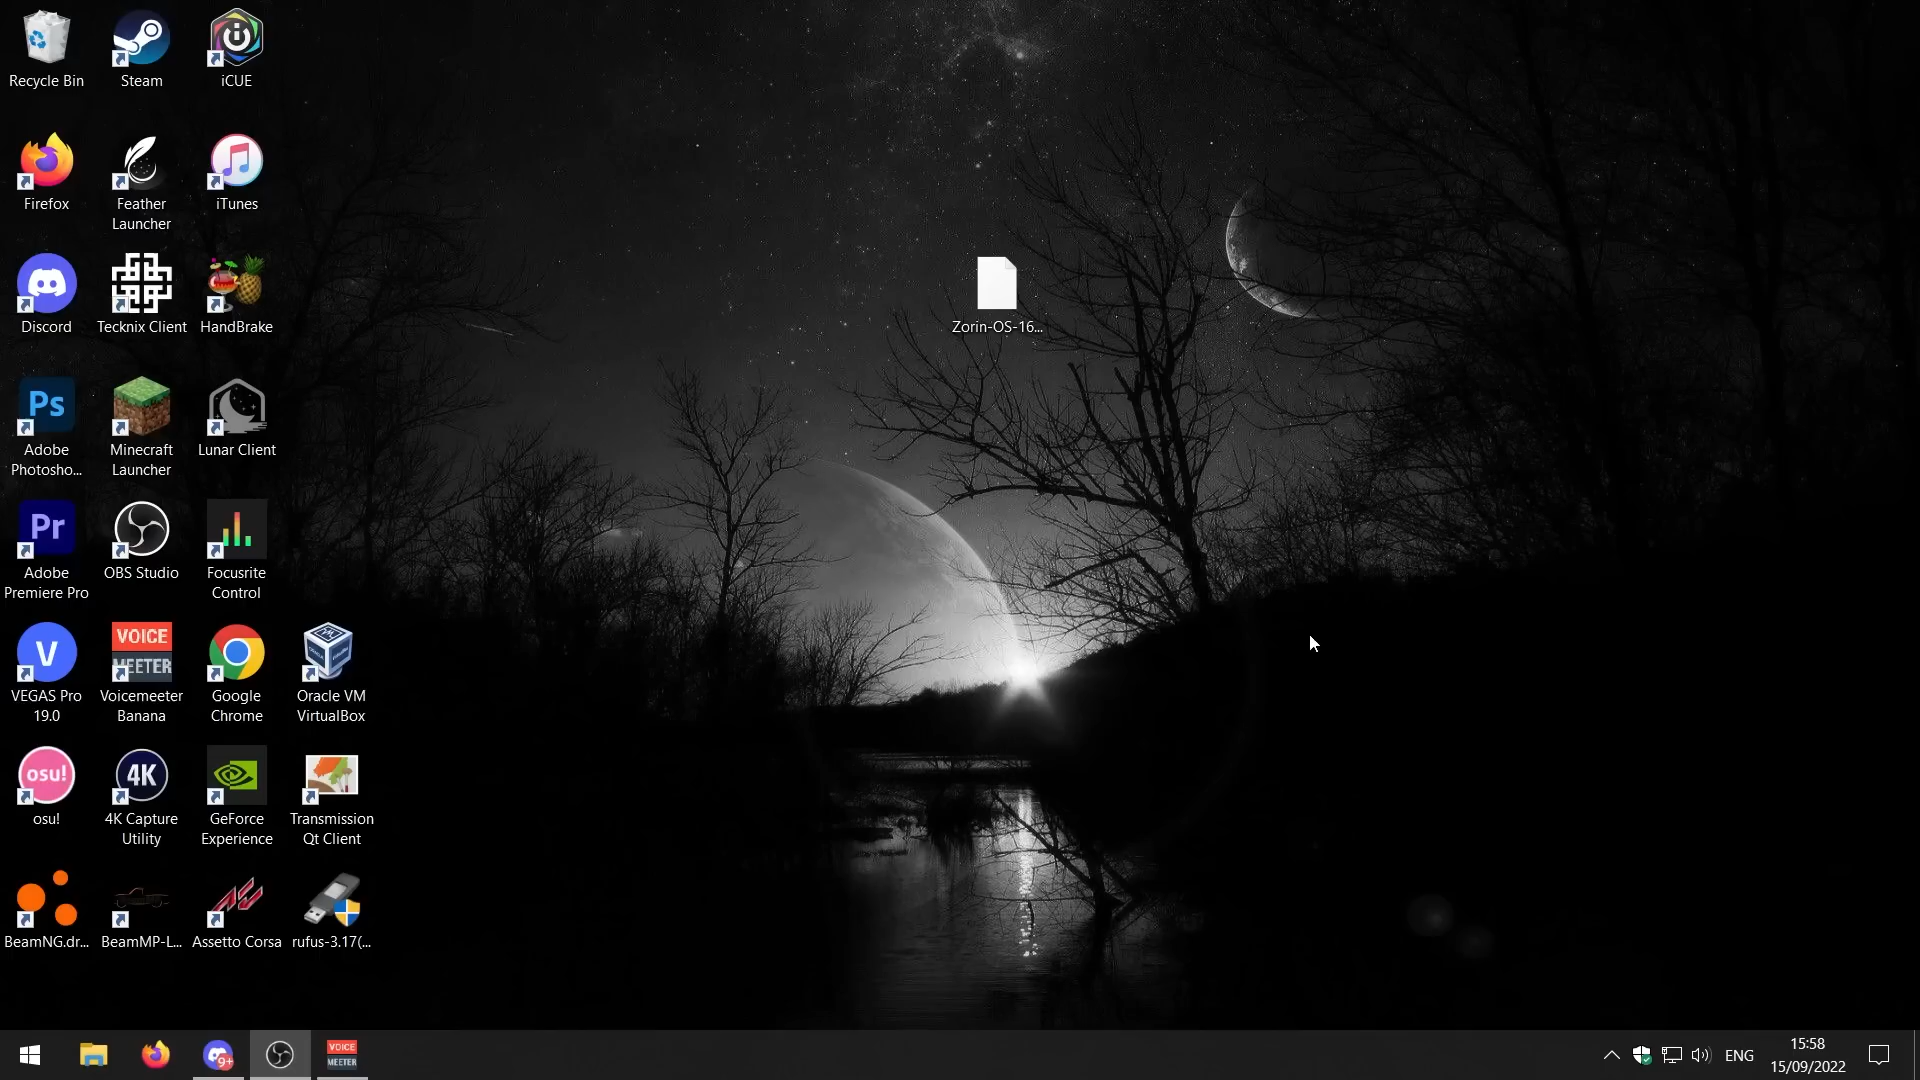 Recycle Bin
Steam
iCUE
Firefox
Feather
Launcher
iTunes
Discord
Tecknix Client
HandBrake
Zorin-OS-16...
Ps
Adobe
Photosho...
Minecraft
Launcher
Lunar Client
Pr
Adobe
Premiere Pro
OBS Studio
Focusrite
Control
V
VEGAS Pro
19.0
VOICE
MEETER
Voicemeeter
Banana
Google
Chrome
Oracle VM
VirtualBox
osu!
osu!
4K
4K Capture
Utility
GeForce
Experience
Transmission
Qt Client
BeamNG.dr...
BeamMP-L...
Assetto Corsa
rufus-3.17(...
9+
VOICE
MEETER
ENG
15:58
15/09/2022